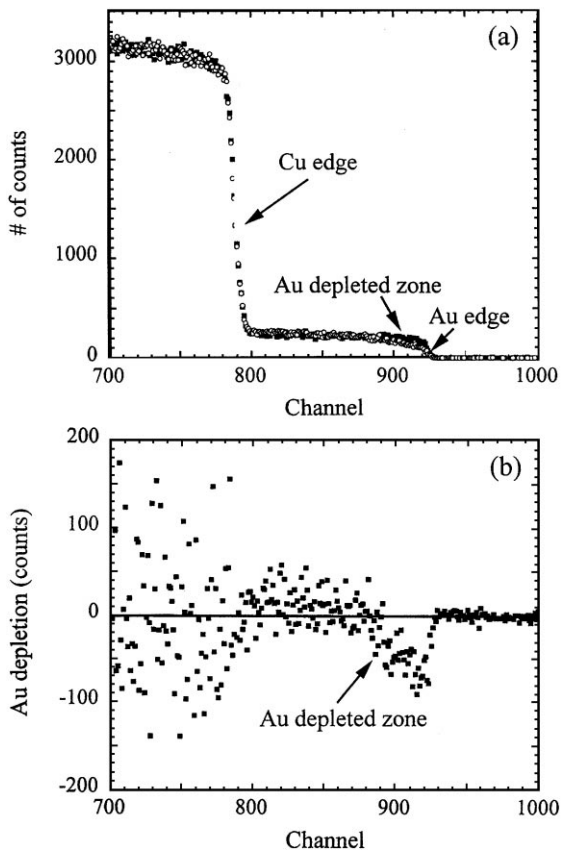 (a)
3000
2000
1000
0
# of counts
Cu edge
Au depleted zone
Au edge
700
800
900
1000
Channel
(b)
200
100
0
-100
-200
Au depletion (counts)
Au depleted zone
700
800
900
1000
Channel